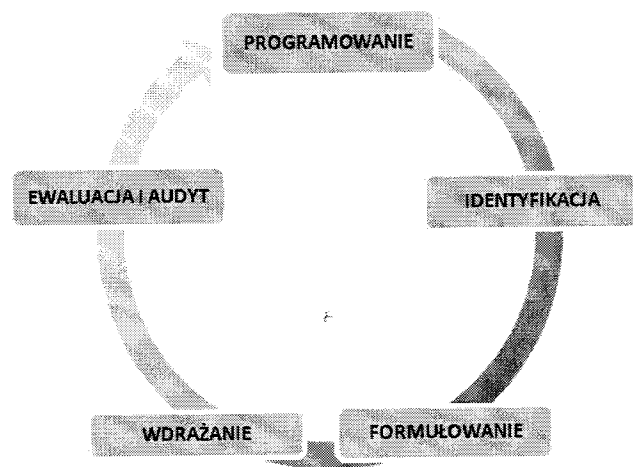 PROGRAMOWANIE
IDENTYFIKACJA
FORMUŁOWANIE
WDRAŻANIE
EWALUACJA I AUDYT